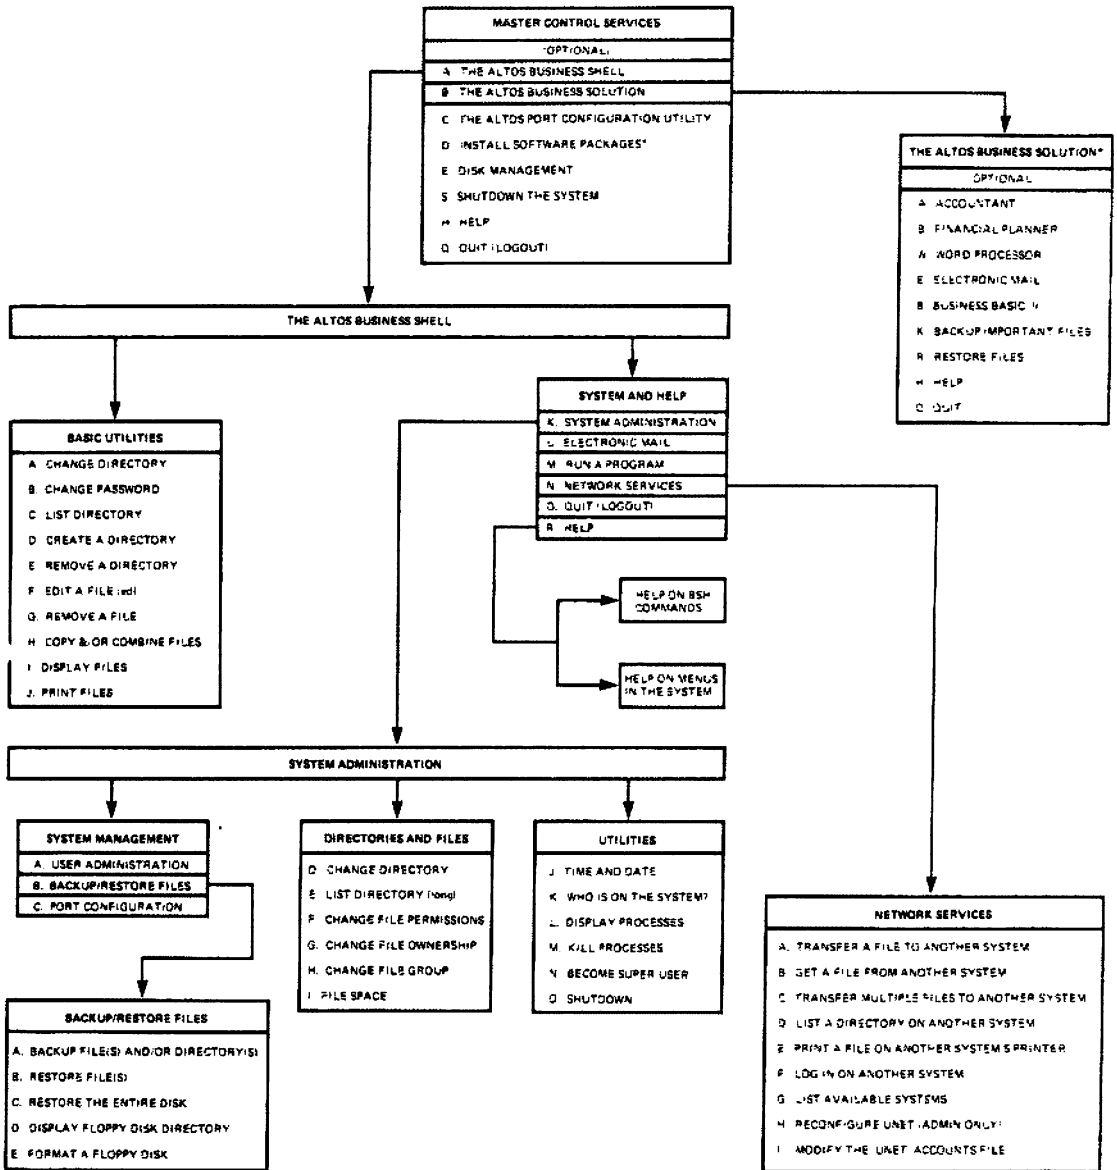 MASTER CONTROL SERVICES
(OPTIONAL)
A THE ALTOS BUSINESS SHELL
B THE ALTOS BUSINESS SOLUTION
C THE ALTOS PORT CONFIGURATION UTILITY
D INSTALL SOFTWARE PACKAGES*
E DISK MANAGEMENT
S SHUTDOWN THE SYSTEM
H HELP
Q QUIT (LOGOUT)
THE ALTOS BUSINESS SOLUTION*
OPTIONAL
A ACCOUNTANT
B FINANCIAL PLANNER
W WORD PROCESSOR
E ELECTRONIC MAIL
B BUSINESS BASIC
K BACKUP IMPORTANT FILES
R RESTORE FILES
H HELP
Q QUIT
THE ALTOS BUSINESS SHELL
BASIC UTILITIES
A. CHANGE DIRECTORY
B. CHANGE PASSWORD
C LIST DIRECTORY
D CREATE A DIRECTORY
E REMOVE A DIRECTORY
F EDIT A FILE (ed)
G. REMOVE A FILE
H COPY &/OR COMBINE FILES
I DISPLAY FILES
J. PRINT FILES
SYSTEM AND HELP
K. SYSTEM ADMINISTRATION
L. ELECTRONIC MAIL
M RUN A PROGRAM
N NETWORK SERVICES
Q. QUIT (LOGOUT)
R HELP
HELP ON BSH
COMMANDS
HELP ON MENUS
IN THE SYSTEM
SYSTEM ADMINISTRATION
SYSTEM MANAGEMENT
A. USER ADMINISTRATION
B. BACKUP/RESTORE FILES
C. PORT CONFIGURATION
DIRECTORIES AND FILES
D CHANGE DIRECTORY
E LIST DIRECTORY (long)
F CHANGE FILE PERMISSIONS
G. CHANGE FILE OWNERSHIP
H. CHANGE FILE GROUP
I FILE SPACE
UTILITIES
J TIME AND DATE
K WHO IS ON THE SYSTEM?
L. DISPLAY PROCESSES
M. KILL PROCESSES
N BECOME SUPER USER
O SHUTDOWN
BACKUP/RESTORE FILES
A. BACKUP FILE(S) AND/OR DIRECTORY(S)
B. RESTORE FILE(S)
C. RESTORE THE ENTIRE DISK
D DISPLAY FLOPPY DISK DIRECTORY
E FORMAT A FLOPPY DISK
NETWORK SERVICES
A. TRANSFER A FILE TO ANOTHER SYSTEM
B GET A FILE FROM ANOTHER SYSTEM
C TRANSFER MULTIPLE FILES TO ANOTHER SYSTEM
D LIST A DIRECTORY ON ANOTHER SYSTEM
E PRINT A FILE ON ANOTHER SYSTEM'S PRINTER
F LOG IN ON ANOTHER SYSTEM
G LIST AVAILABLE SYSTEMS
H RECONFIGURE UNET (ADMIN ONLY)
I MODIFY THE UNET ACCOUNTS FILE